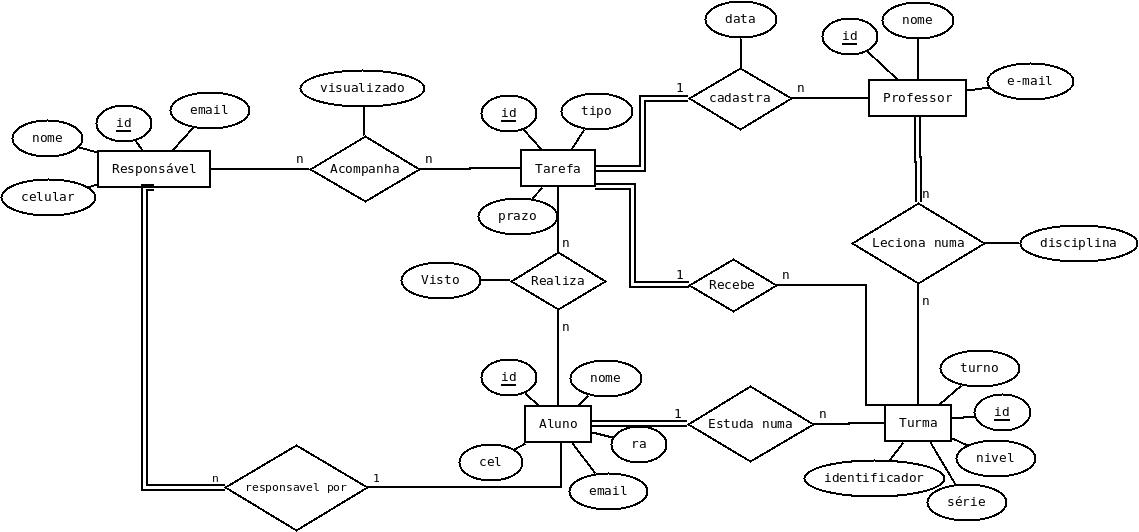 data
nome
id
visualizado
e-mail
1
cadastra
n
Professor
email
id
nome
id
tipo
n
Acompanha
n
Responsável
Tarefa
celular
prazo
n
n
Leciona numa
disciplina
Visto
Realiza
1
Recebe
n
n
n
turno
id
nome
id
1
Estuda numa
n
Aluno
Turma
ra
cel
nivel
identificador
email
série
n
responsavel por
1